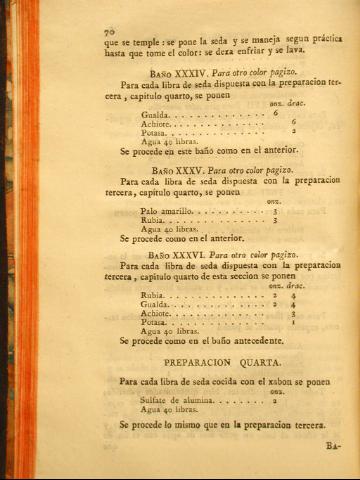 70
que se temple: se pone la seda y se maneja segun práctica
hasta que tome el color: se dexa enfriar y se lava.
BAÑO XXXIV. Para otro color pagizo.
Para cada libra de seda dispuesta con la preparacion ter-
cera, capitulo quarto, se ponen
onz. drac.
Gualda. . . . . . . . . . . . . . 6
Achiote. . . . . . . . . . . . . . 6
Potasa. . . . . . . . . . . . . . 2
Agua 40 libras.
Se procede en este baño como en el anterior.
BAÑO XXXV. Para otro color pagizo.
Para cada libra de seda dispuesta con la preparacion
tercera, capítulo quarto, se ponen
onz.
Palo amarillo. . . . . . . . . . . 3
Rubia. . . . . . . . . . . . . . 3
Agua 40 libras.
Se procede como en el anterior.
BAÑO XXXVI. Para otro color pagizo.
Para cada libra de seda dispuesta con la preparacion
tercera, capitulo quarto de esta seccion se ponen
onz. drac.
Rubia. . . . . . . . . . . . . . 2 4
Gualda. . . . . . . . . . . . . . 2 4
Achiote. . . . . . . . . . . . . . 3
Potasa. . . . . . . . . . . . . . 1
Agua 40 libras.
Se procede como en el baño antecedente.
PREPARACION QUARTA.
Para cada libra de seda cocida con el xabon se ponen
onz.
Sulfate de alumina. . . . . . . . 2
Agua 40 libras.
Se procede lo mismo que en la preparacion tercera.
BA-